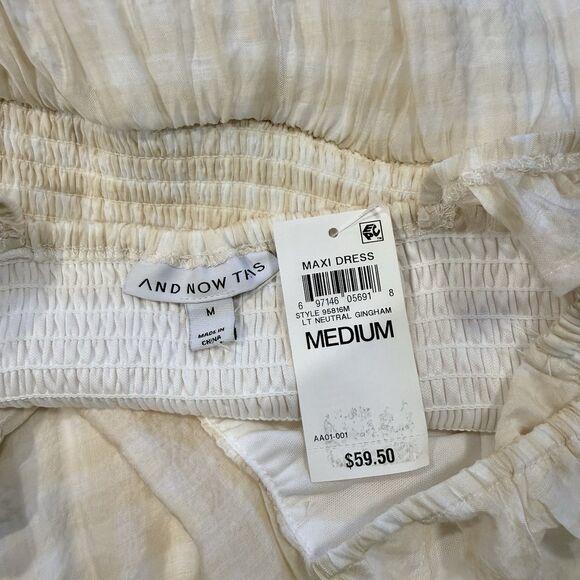 AND NOW THIS
M
MADE IN
CHINA
MAXI DRESS
6 97146 05691 8
STYLE 95816M
LT NEUTRAL GINGHAM
MEDIUM
AA01-001
$59.50